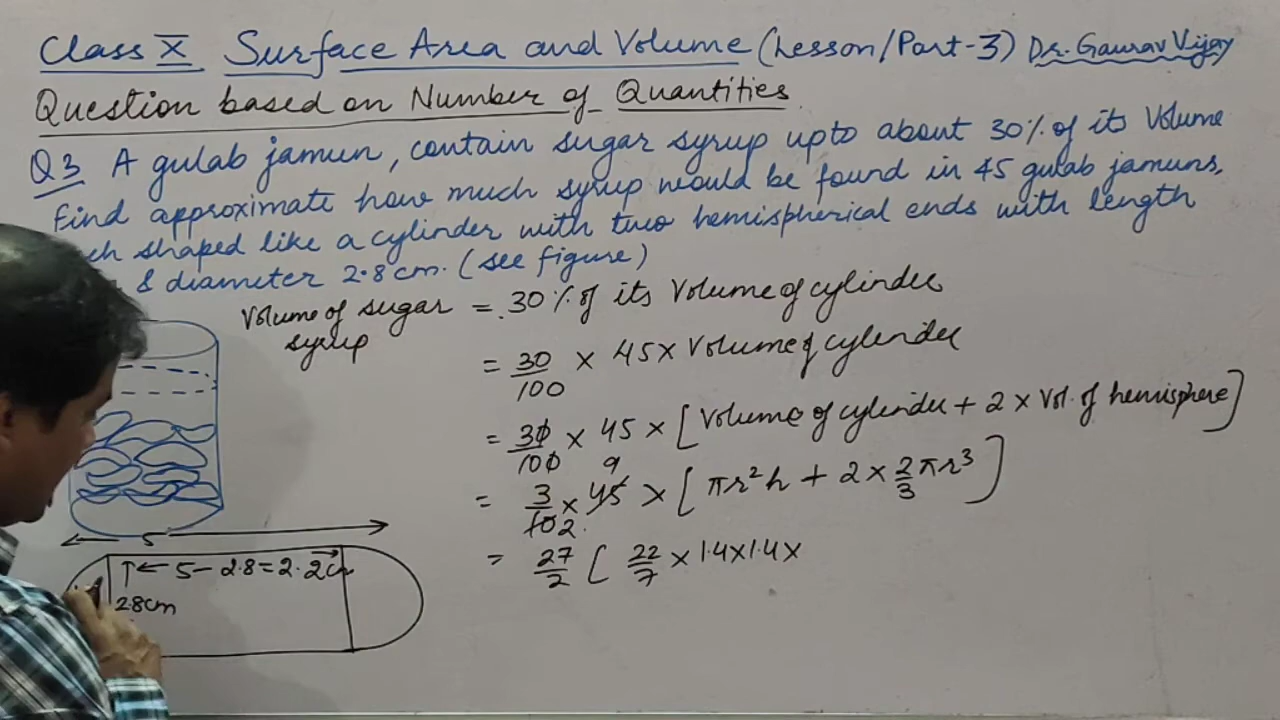 Class X Surface Area and Volume (Lesson/Part-3) Dr. Gaurav Vijay
Question based on Number of Quantities
Q3 A gulab jamun, contain sugar syrup upto about 30% of its Volume
Find approximate how much syrup would be found in 45 gulab jamuns,
ch shaped like a cylinder with two hemispherical ends with length
& diameter 2.8cm. (see figure)
Volume of sugar syrup = 30% of its Volume of cylinder
= 30/100 × 45 × Volume of cylinder
= 30/100 × 45 × [Volume of cylinder + 2 × Vol. of hemisphere]
= 3/10 2 × 45 9 × [πr²h + 2 × 2/3 πr³]
= 27/2 [ 22/7 × 1.4×1.4×
5
5 - 2.8 = 2.2cm
2.8cm